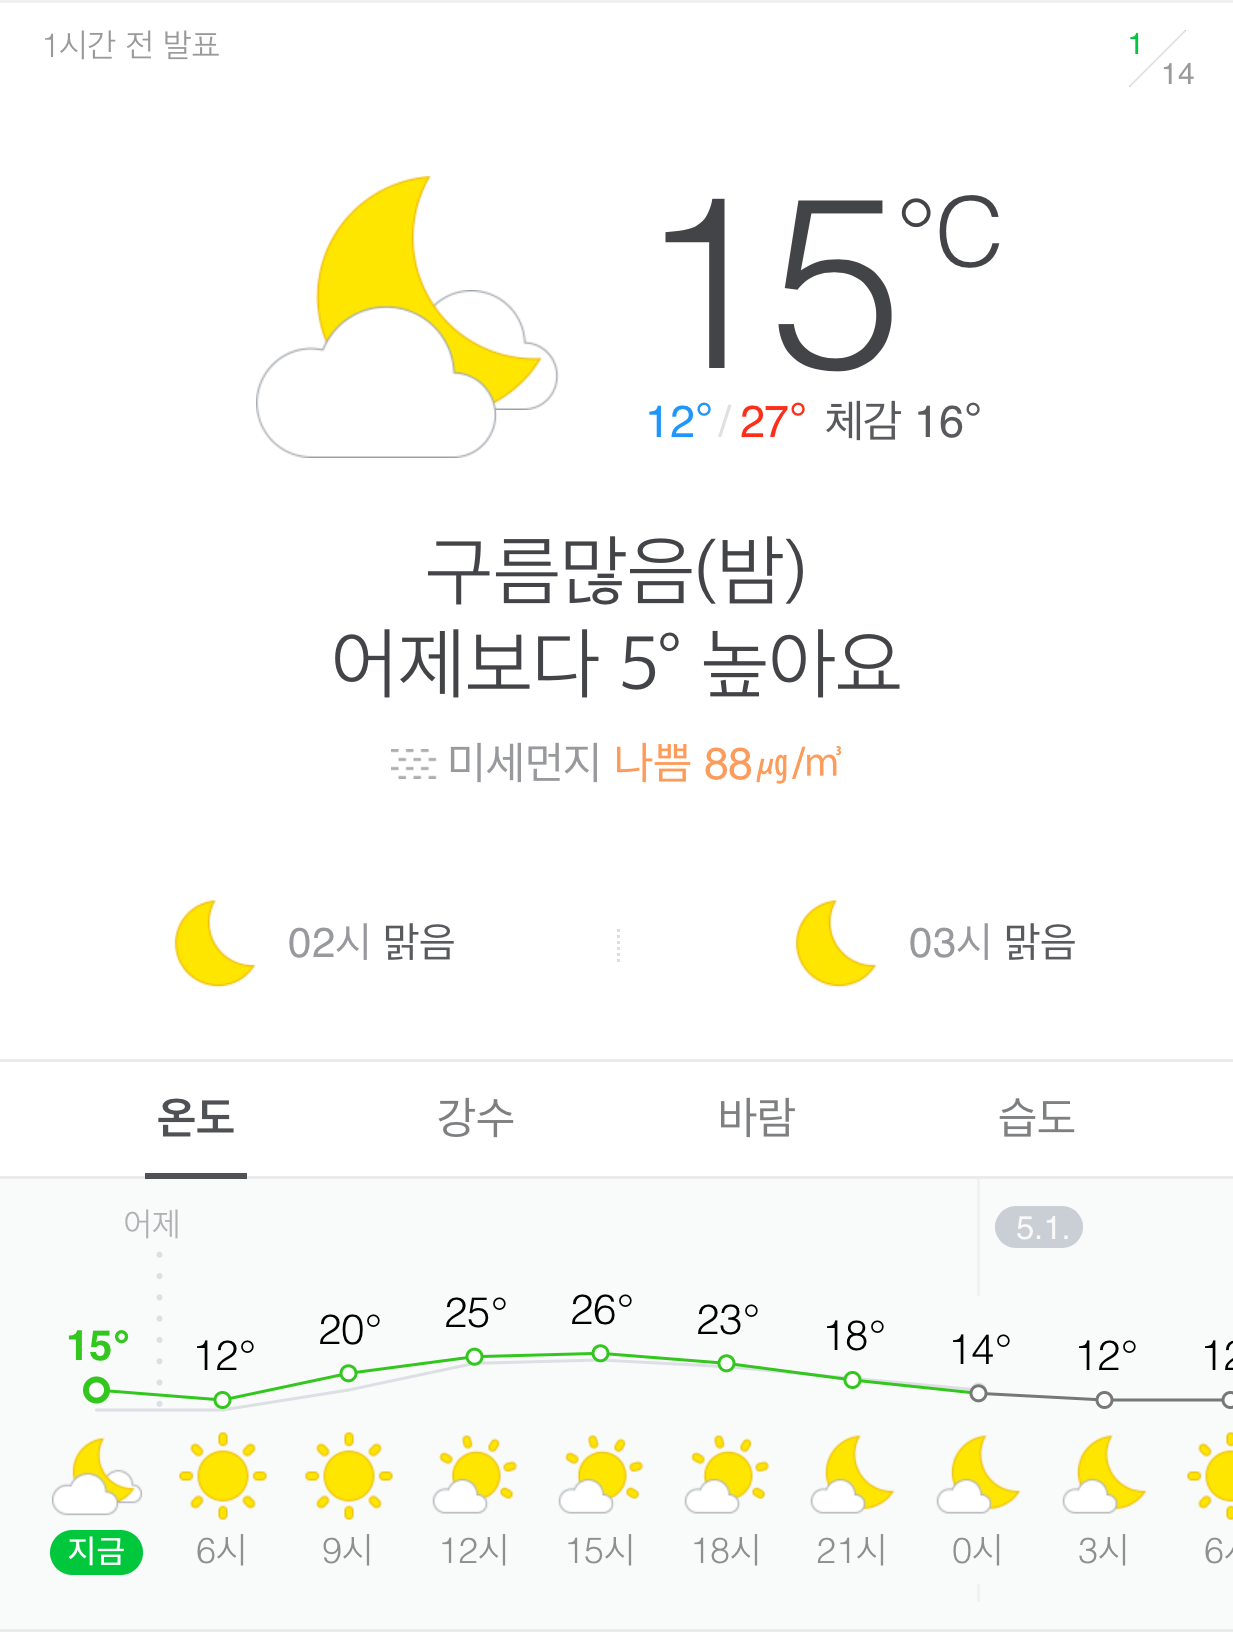 1시간 전 발표
1
14
15°C
12° / 27° 체감 16°
구름많음(밤)
어제보다 5° 높아요
미세먼지 나쁨 88㎍/㎥
02시 맑음
03시 맑음
온도 강수 바람 습도
어제
5.1.
15° 12° 20° 25° 26° 23° 18° 14° 12°
지금 6시 9시 12시 15시 18시 21시 0시 3시